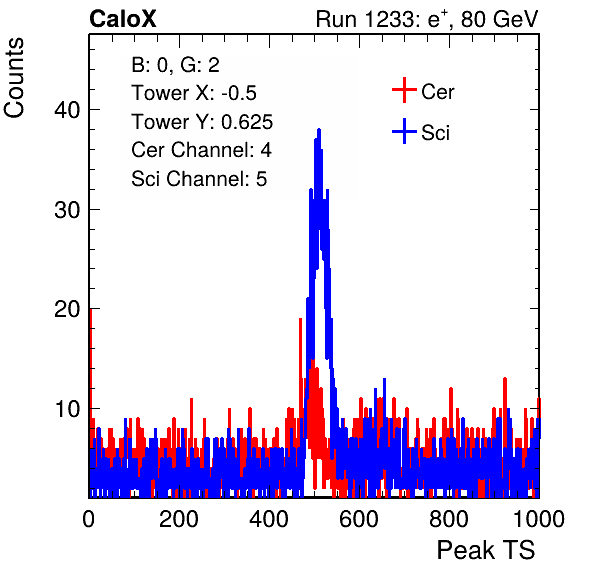 CaloX Run 1233: e⁺, 80 GeV
Counts
B: 0, G: 2
Tower X: -0.5
Tower Y: 0.625
Cer Channel: 4
Sci Channel: 5
Cer
Sci
40
30
20
10
0 200 400 600 800 1000
Peak TS